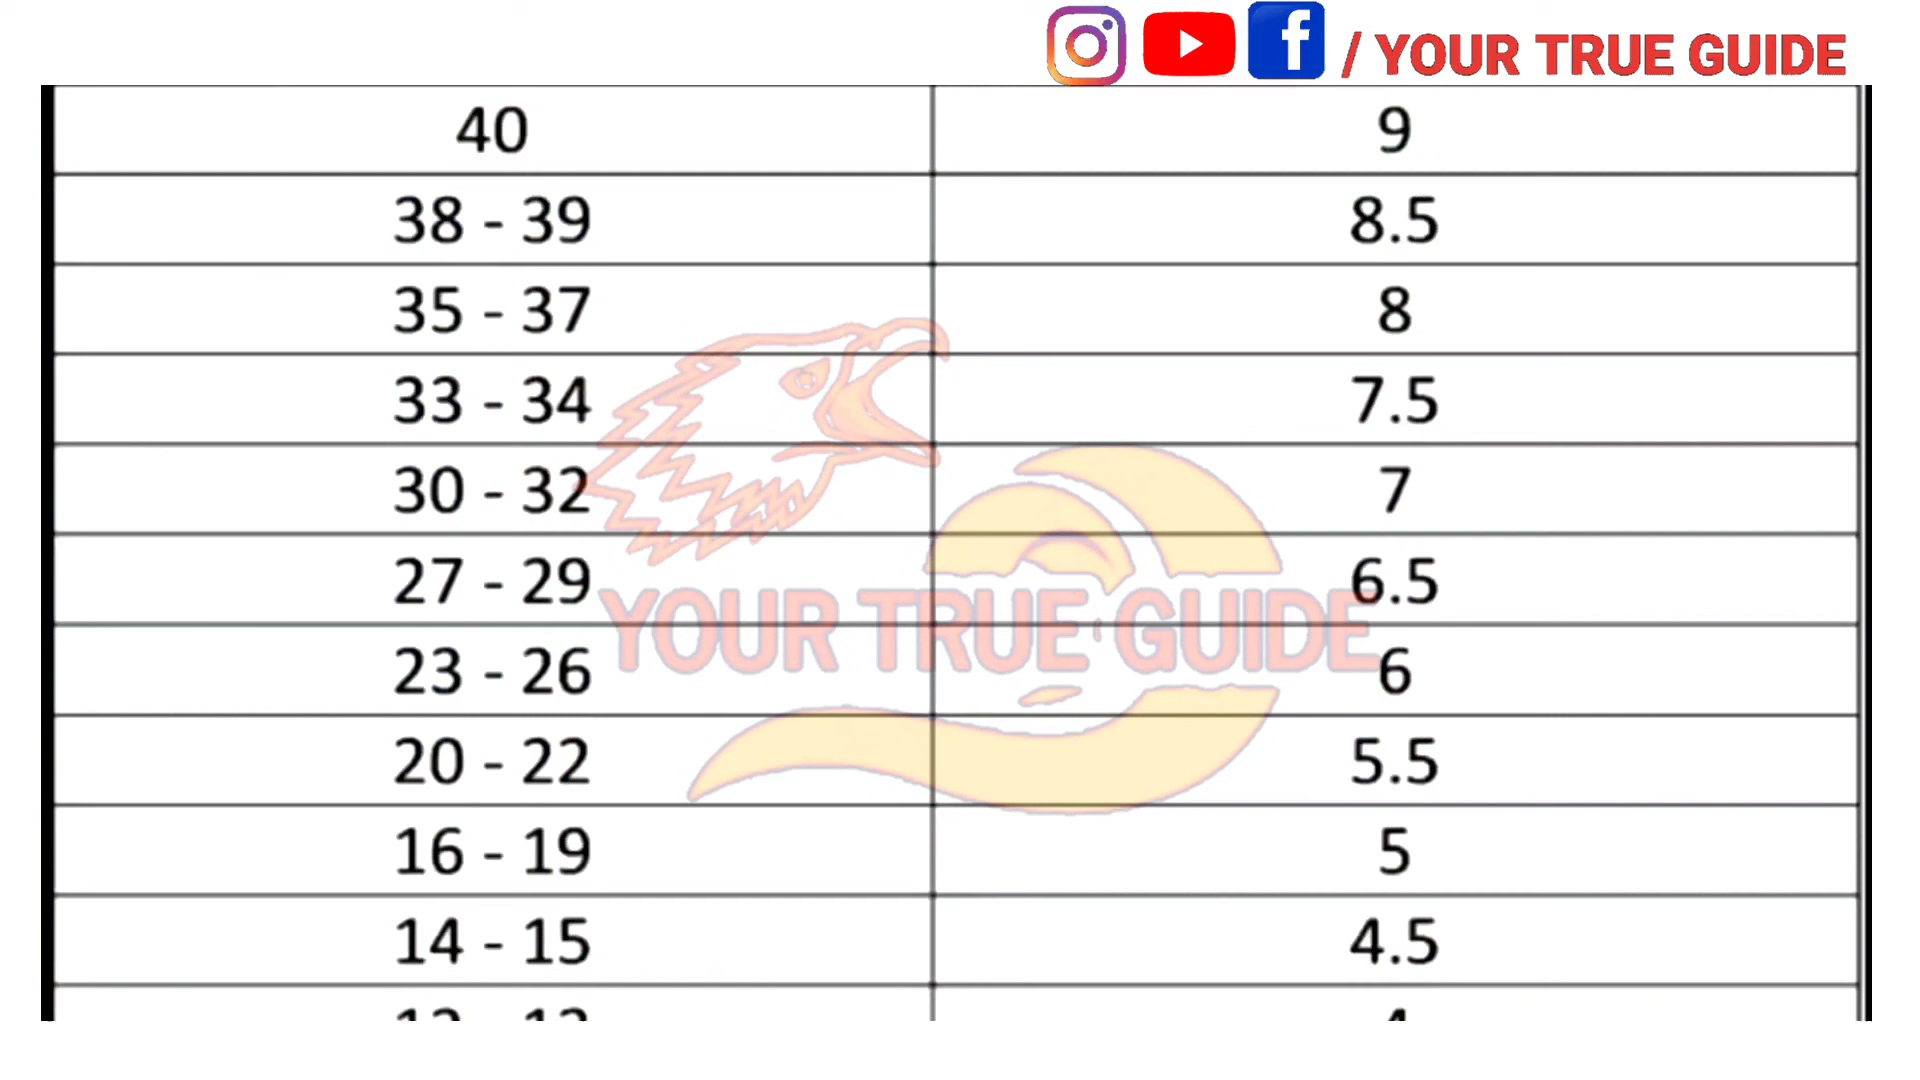 / YOUR TRUE GUIDE
40 9
38 - 39 8.5
35 - 37 8
33 - 34 7.5
30 - 32 7
27 - 29 6.5
YOUR TRUE GUIDE
23 - 26 6
20 - 22 5.5
16 - 19 5
14 - 15 4.5